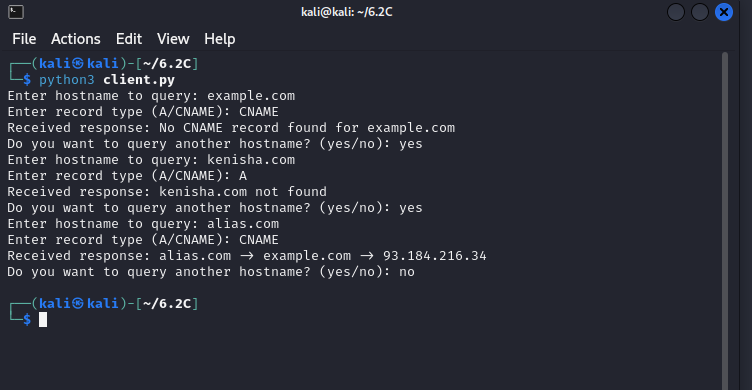 kali@kali: ~/6.2C
File Actions Edit View Help
┌──(kali㉿kali)-[~/6.2C]
└─$ python3 client.py
Enter hostname to query: example.com
Enter record type (A/CNAME): CNAME
Received response: No CNAME record found for example.com
Do you want to query another hostname? (yes/no): yes
Enter hostname to query: kenisha.com
Enter record type (A/CNAME): A
Received response: kenisha.com not found
Do you want to query another hostname? (yes/no): yes
Enter hostname to query: alias.com
Enter record type (A/CNAME): CNAME
Received response: alias.com → example.com → 93.184.216.34
Do you want to query another hostname? (yes/no): no
┌──(kali㉿kali)-[~/6.2C]
└─$